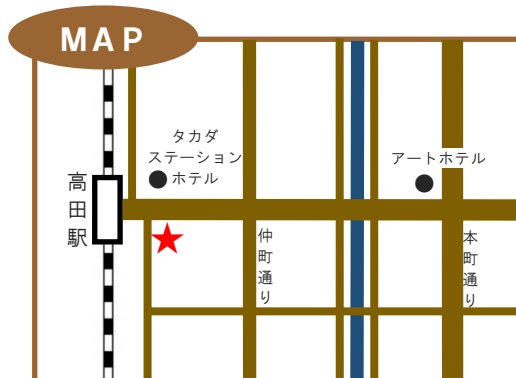 MAP
タカダ
ステーション
ホテル
アートホテル
高田駅
仲町通り
本町通り